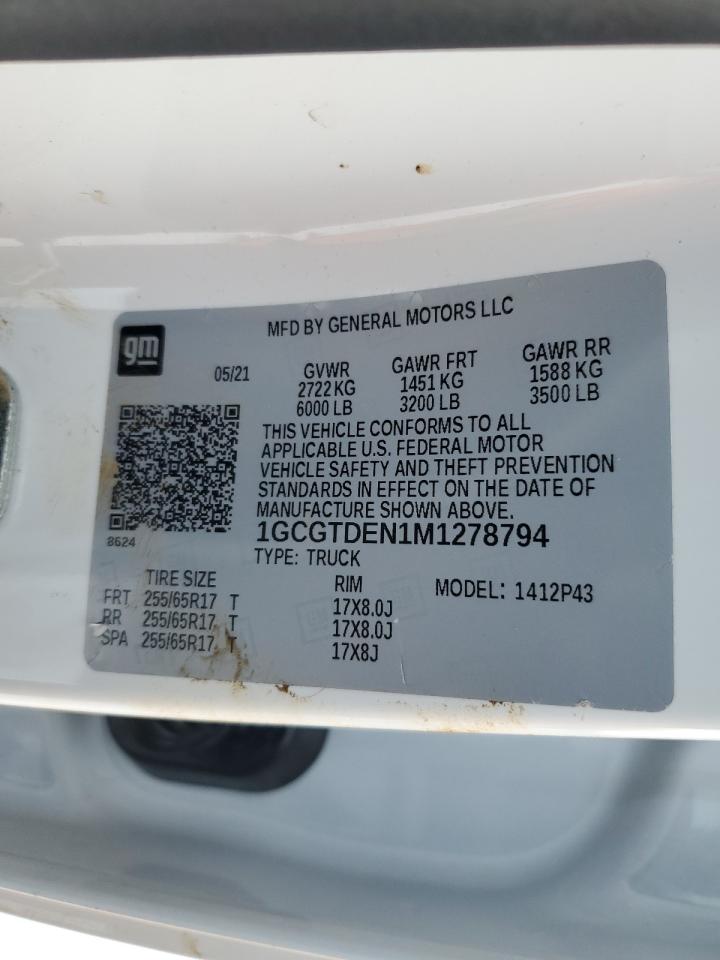 gm
MFD BY GENERAL MOTORS LLC
05/21
GVWR
2722 KG
6000 LB
GAWR FRT
1451 KG
3200 LB
GAWR RR
1588 KG
3500 LB
THIS VEHICLE CONFORMS TO ALL
APPLICABLE U.S. FEDERAL MOTOR
VEHICLE SAFETY AND THEFT PREVENTION
STANDARDS IN EFFECT ON THE DATE OF
MANUFACTURE SHOWN ABOVE.
8624
1GCGTDEN1M1278794
TYPE: TRUCK
TIRE SIZE RIM MODEL: 1412P43
FRT 255/65R17 T 17X8.0J
RR 255/65R17 T 17X8.0J
SPA 255/65R17 T 17X8J